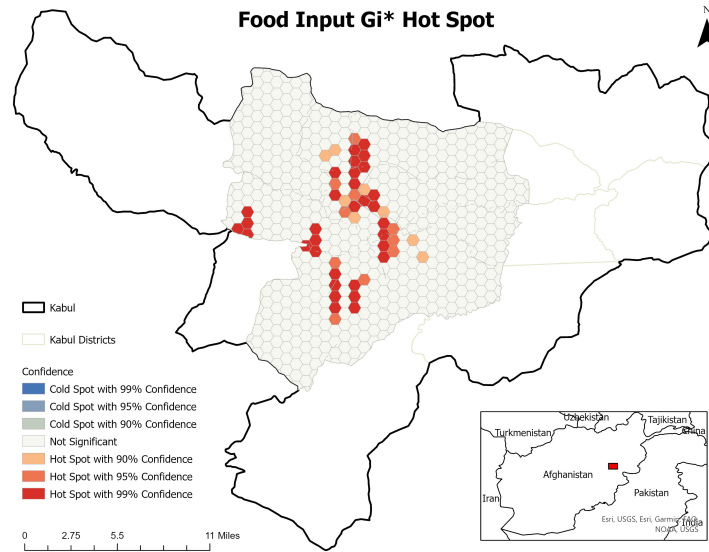 Food Input Gi* Hot Spot
N
Kabul
Kabul Districts
Confidence
Cold Spot with 99% Confidence
Cold Spot with 95% Confidence
Cold Spot with 90% Confidence
Not Significant
Hot Spot with 90% Confidence
Hot Spot with 95% Confidence
Hot Spot with 99% Confidence
0 2.75 5.5 11 Miles
Uzbekistan
Tajikistan
China
Turkmenistan
Afghanistan
Iran
Pakistan
India
Esri, USGS, Esri, Garmin, FAO,
NOAA, USGS